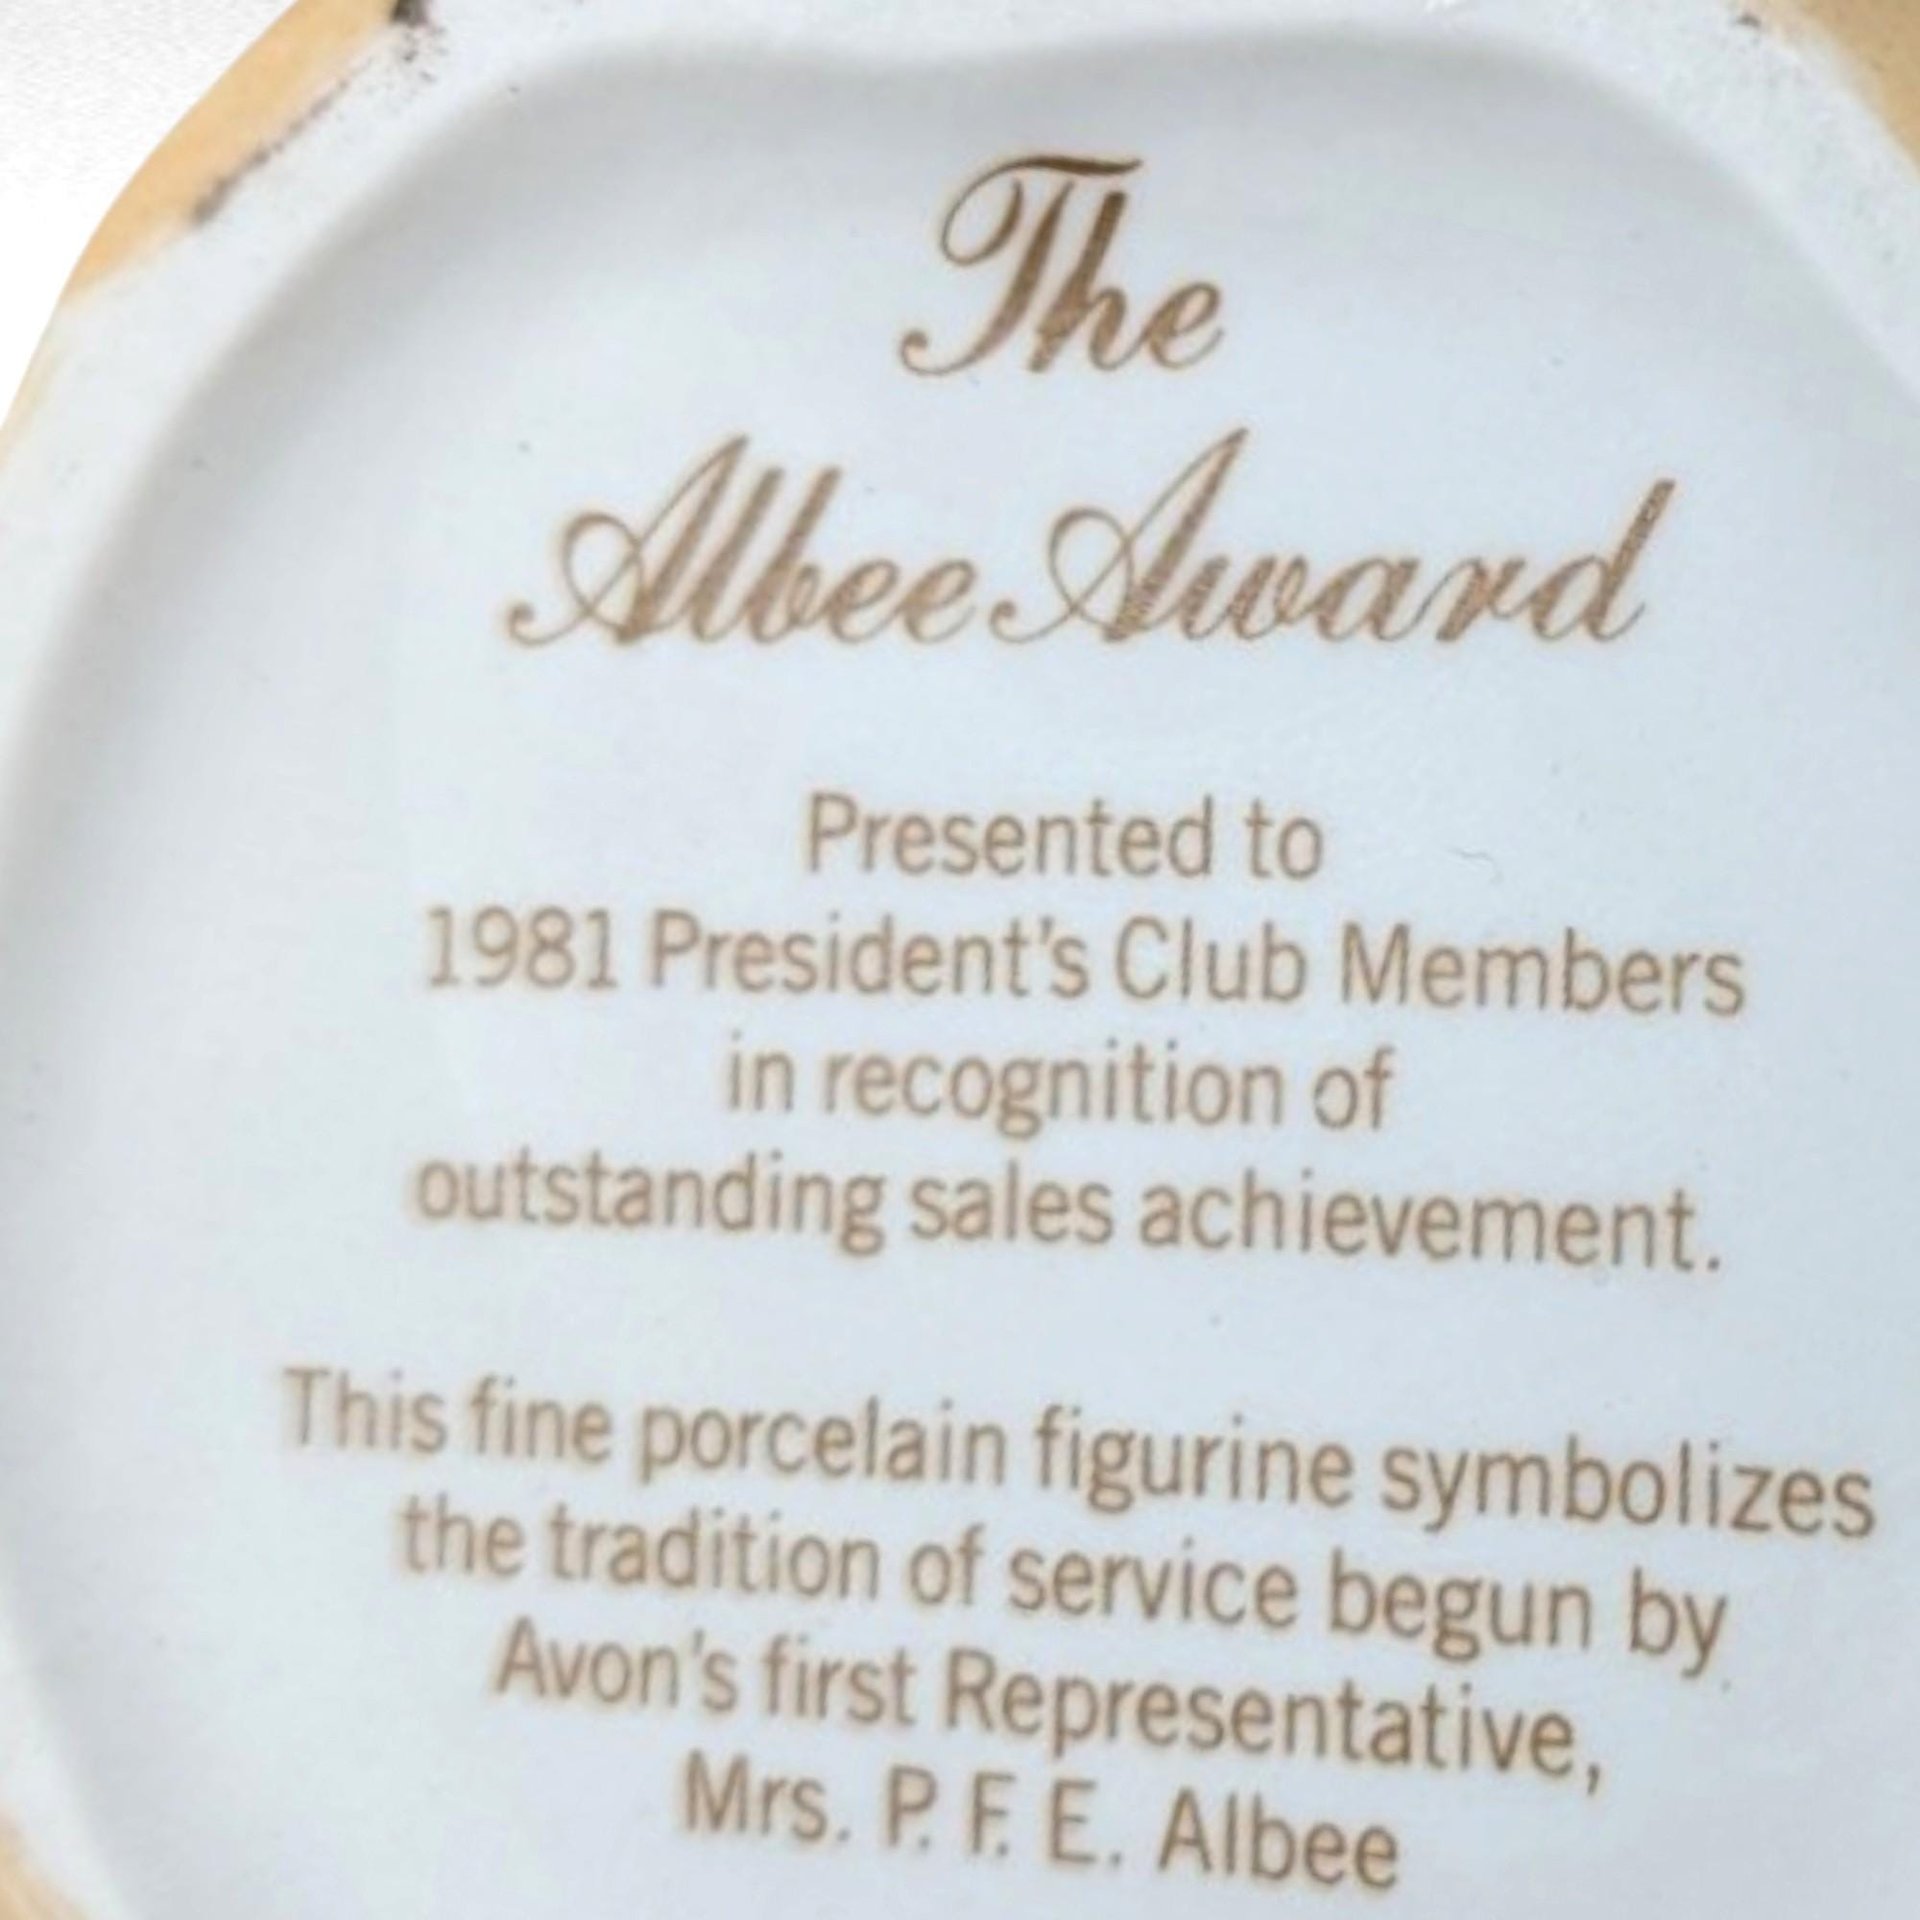 The
Albee Award
Presented to
1981 President's Club Members
in recognition of
outstanding sales achievement.
This fine porcelain figurine symbolizes
the tradition of service begun by
Avon's first Representative,
Mrs. P. F. E. Albee